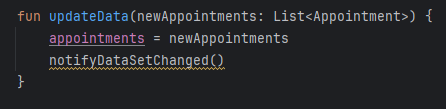 fun updateData(newAppointments: List<Appointment>) {
    appointments = newAppointments
    notifyDataSetChanged()
}